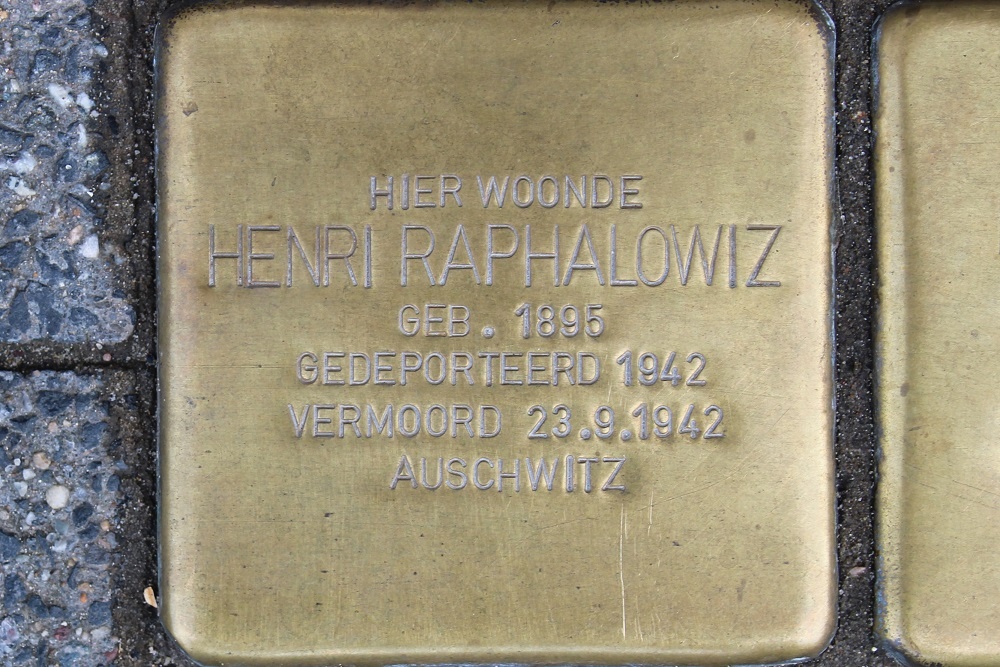 HIER WOONDE
HENRI RAPHALOWIZ
GEB. 1895
GEDEPORTEERD 1942
VERMOORD 23.9.1942
AUSCHWITZ